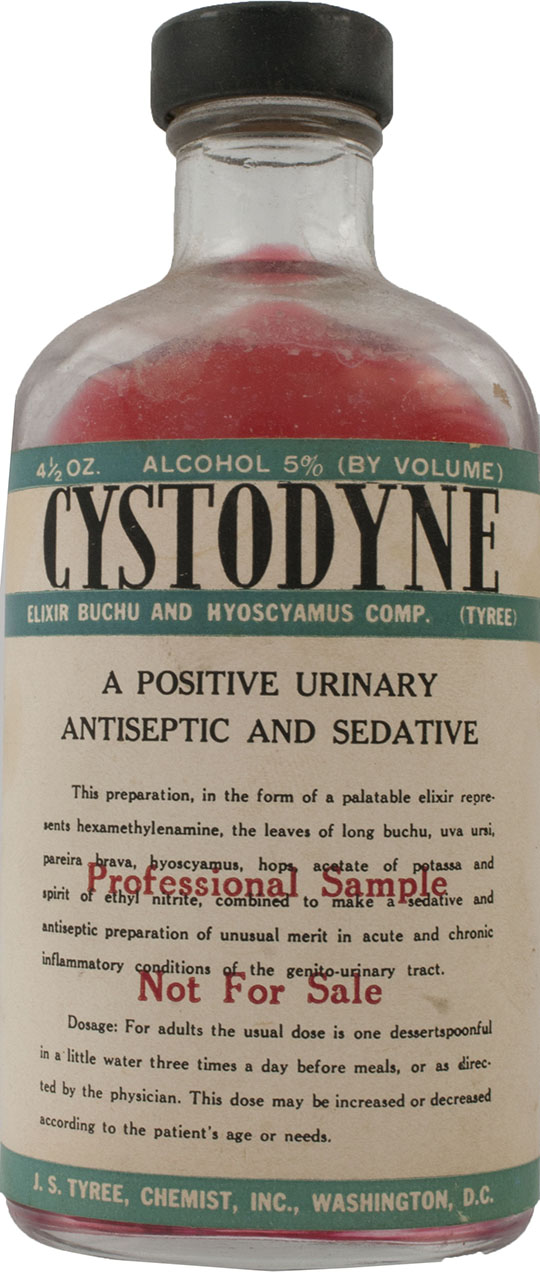 4½ OZ. ALCOHOL 5% (BY VOLUME)
CYSTODYNE
ELIXIR BUCHU AND HYOSCYAMUS COMP. (TYREE)
A POSITIVE URINARY
ANTISEPTIC AND SEDATIVE
This preparation, in the form of a palatable elixir repre-
sents hexamethylenamine, the leaves of long buchu, uva ursi,
pareira brava, hyoscyamus, hops, acetate of potassa and
Professional Sample
spirit of ethyl nitrite, combined to make a sedative and
antiseptic preparation of unusual merit in acute and chronic
inflammatory conditions of the genito-urinary tract.
Not For Sale
Dosage: For adults the usual dose is one dessertspoonful
in a little water three times a day before meals, or as direc-
ted by the physician. This dose may be increased or decreased
according to the patient's age or needs.
J. S. TYREE, CHEMIST, INC., WASHINGTON, D.C.